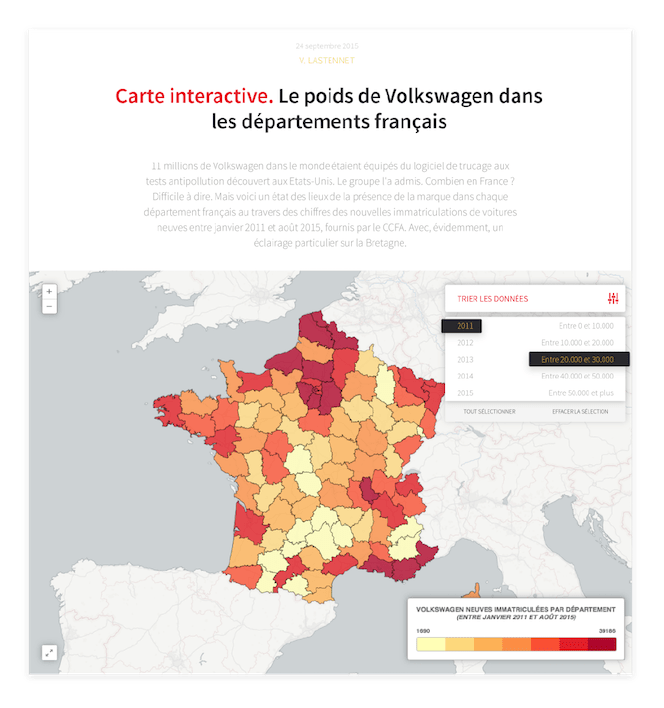 24 septembre 2015
Y. LASTENNET
Carte interactive. Le poids de Volkswagen dans
les départements français
11 millions de Volkswagen dans le monde étaient équipés du logiciel de trucage aux
tests antipollution découvert aux Etats-Unis. Le groupe l'a admis. Combien en France ?
Difficile à dire. Mais voici un état des lieux de la présence de la marque dans chaque
département français au travers des chiffres des nouvelles immatriculations de voitures
neuves entre janvier 2011 et août 2015, fournis par le CCFA. Avec, évidemment, un
éclairage particulier sur la Bretagne.
+
−
TRIER LES DONNÉES
2011 Entre 0 et 10.000
2012 Entre 10.000 et 20.000
2013 Entre 20.000 et 30.000
2014 Entre 40.000 et 50.000
2015 Entre 50.000 et plus
TOUT SÉLECTIONNER EFFACER LA SÉLECTION
VOLKSWAGEN NEUVES IMMATRICULÉES PAR DÉPARTEMENT
(ENTRE JANVIER 2011 ET AOÛT 2015)
1690 39186